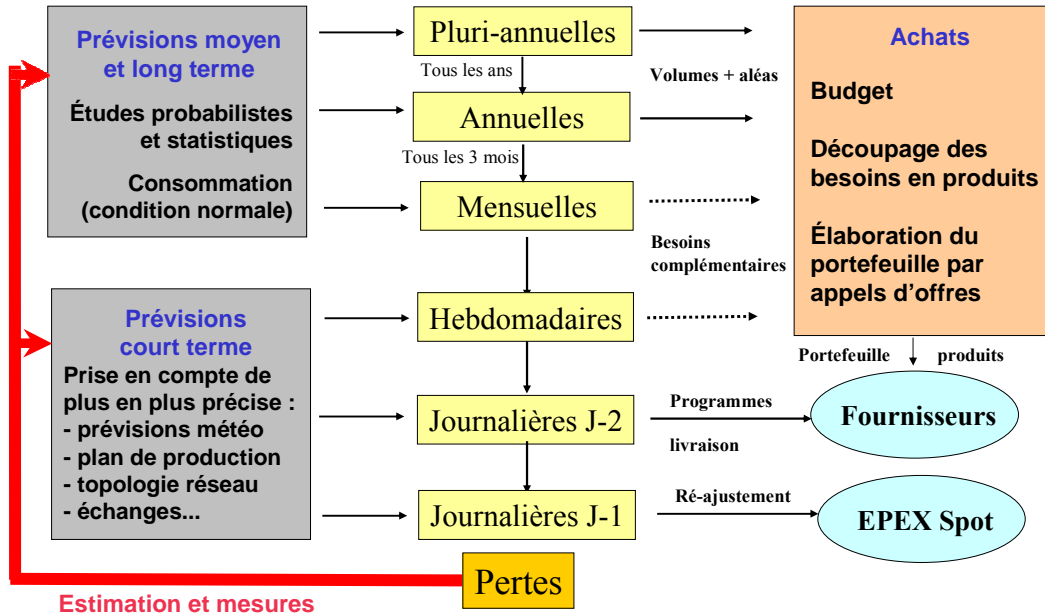 Prévisions moyen
et long terme
Études probabilistes
et statistiques
Consommation
(condition normale)
Prévisions
court terme
Prise en compte de
plus en plus précise :
- prévisions météo
- plan de production
- topologie réseau
- échanges...
Pluri-annuelles
Tous les ans
Annuelles
Tous les 3 mois
Mensuelles
Hebdomadaires
Journalières J-2
Journalières J-1
Pertes
Estimation et mesures
Volumes + aléas
Besoins
complémentaires
Programmes
livraison
Ré-ajustement
Achats
Budget
Découpage des
besoins en produits
Élaboration du
portefeuille par
appels d'offres
Portefeuille produits
Fournisseurs
EPEX Spot